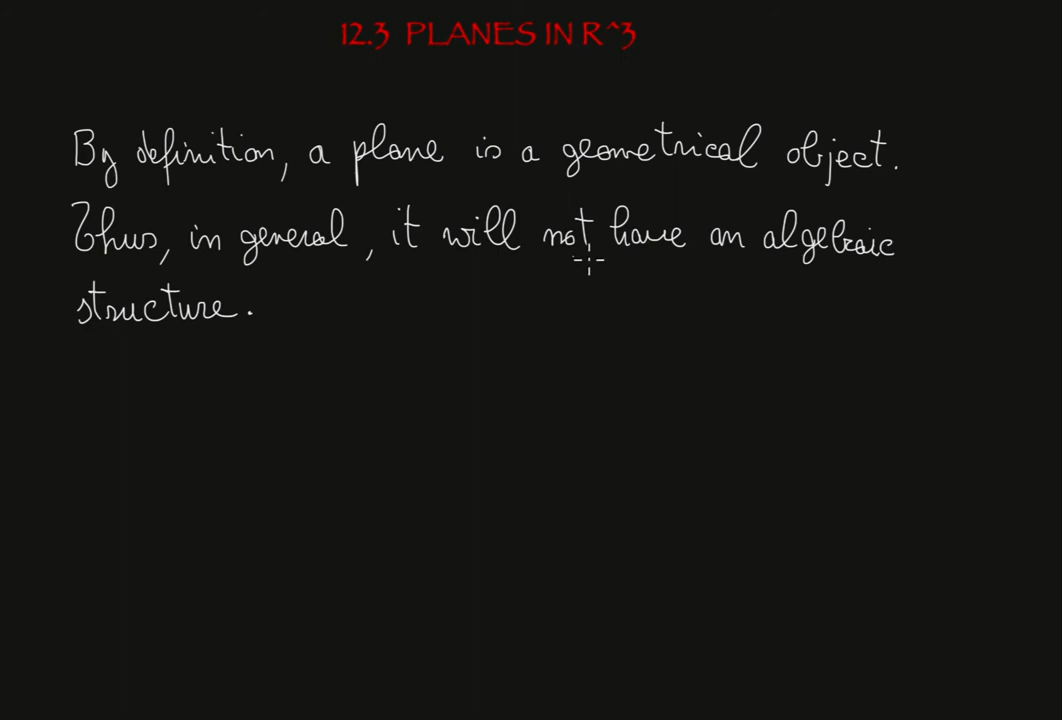 12.3 PLANES IN R^3
By definition, a plane is a geometrical object.
Thus, in general, it will not have an algebraic
structure.